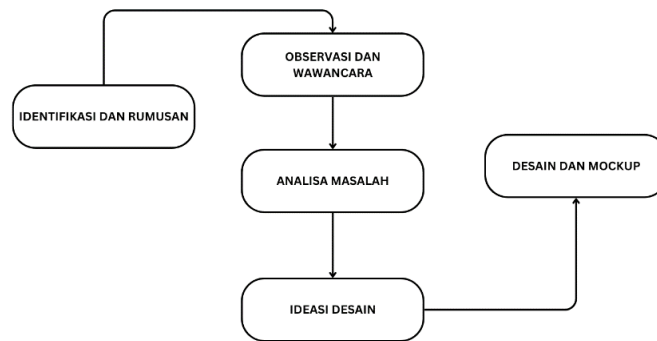 IDENTIFIKASI DAN RUMUSAN
OBSERVASI DAN
WAWANCARA
ANALISA MASALAH
IDEASI DESAIN
DESAIN DAN MOCKUP